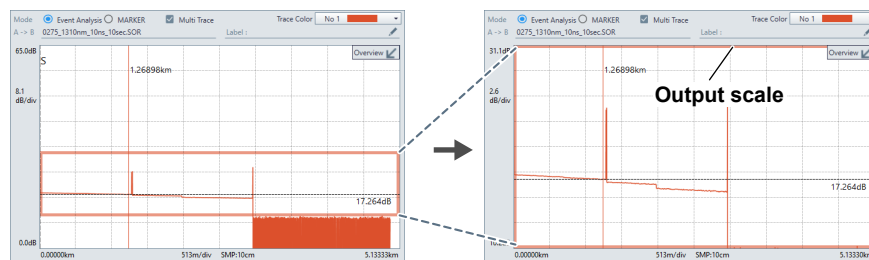 Mode Event Analysis MARKER Multi Trace Trace Color No 1
A -> B 0275_1310nm_10ns_10sec.SOR Label :
65.0dB
Overview
S
1.26898km
8.1
dB/div
17.264dB
0.0dB
0.00000km 513m/div SMP:10cm 5.13333km
Mode Event Analysis MARKER Multi Trace Trace Color No 1
A -> B 0275_1310nm_10ns_10sec.SOR Label :
31.1dB
Overview
1.26898km
2.6
dB/div
Output scale
17.264dB
10.2dB
0.00000km 513m/div SMP:10cm 5.13330km